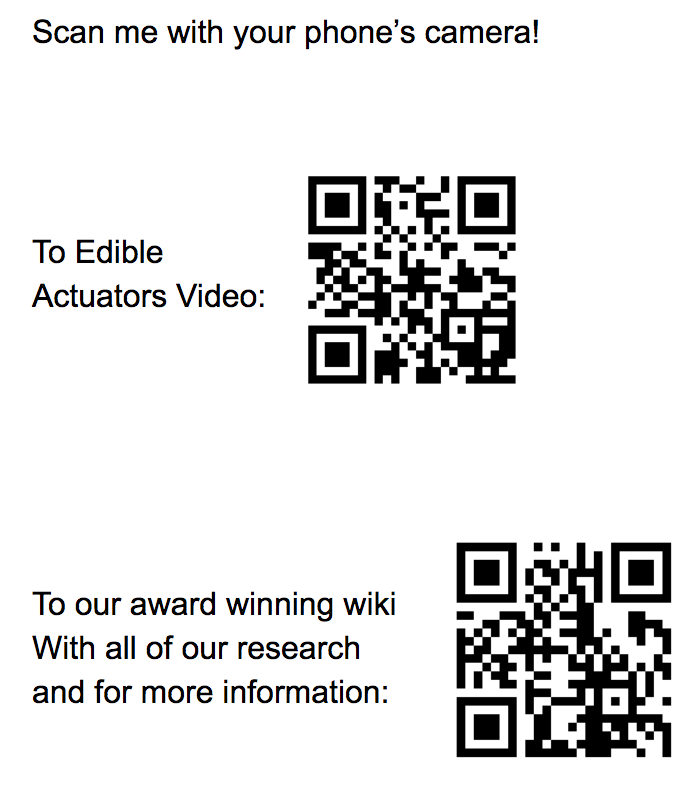 Scan me with your phone’s camera!
To Edible
Actuators Video:
To our award winning wiki
With all of our research
and for more information: